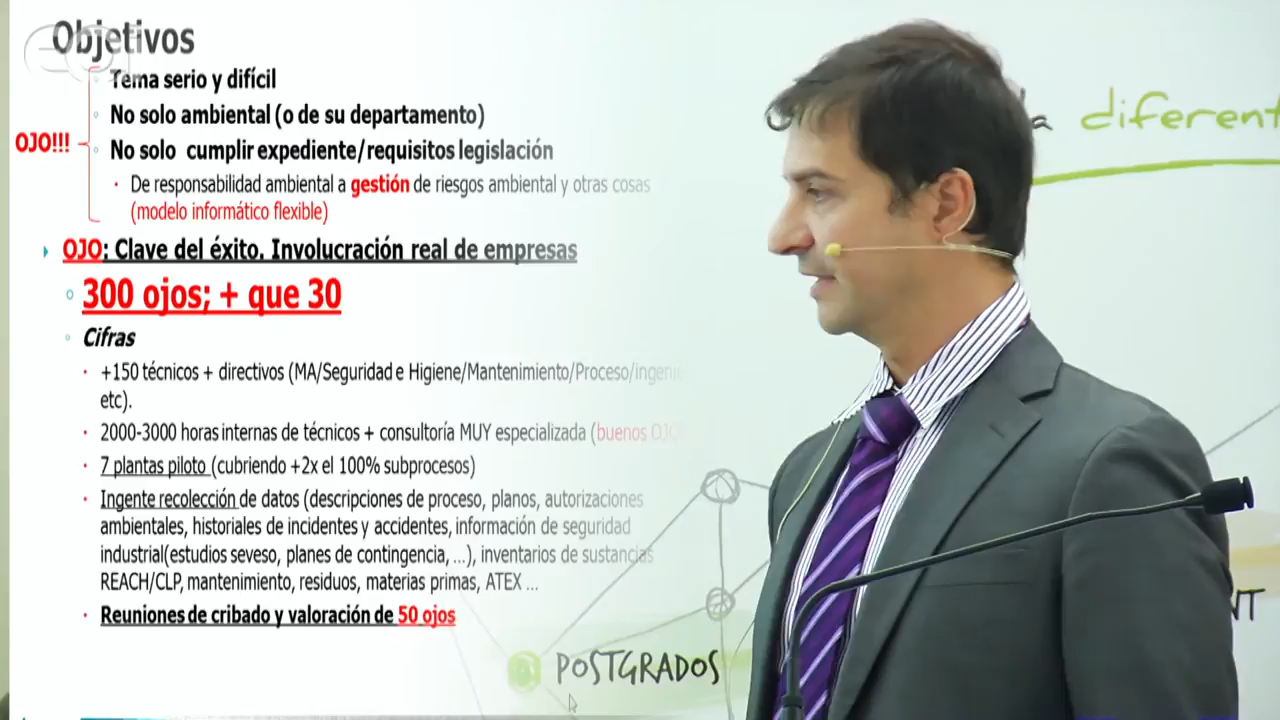 Objetivos
eoi
Tema serio y difícil
No solo ambiental (o de su departamento)
OJO!!!
No solo cumplir expediente/requisitos legislación
De responsabilidad ambiental a gestión de riesgos ambiental y otras cosas
(modelo informático flexible)
OJO: Clave del éxito. Involucración real de empresas
300 ojos; + que 30
Cifras
+150 técnicos + directivos (MA/Seguridad e Higiene/Mantenimiento/Proceso/ingeni
etc).
2000-3000 horas internas de técnicos + consultoría MUY especializada (buenos OJO
7 plantas piloto (cubriendo +2x el 100% subprocesos)
Ingente recolección de datos (descripciones de proceso, planos, autorizaciones
ambientales, historiales de incidentes y accidentes, información de seguridad
industrial(estudios seveso, planes de contingencia, ...), inventarios de sustancias
REACH/CLP, mantenimiento, residuos, materias primas, ATEX ...
Reuniones de cribado y valoración de 50 ojos
a diferent
POSTGRADOS
NT